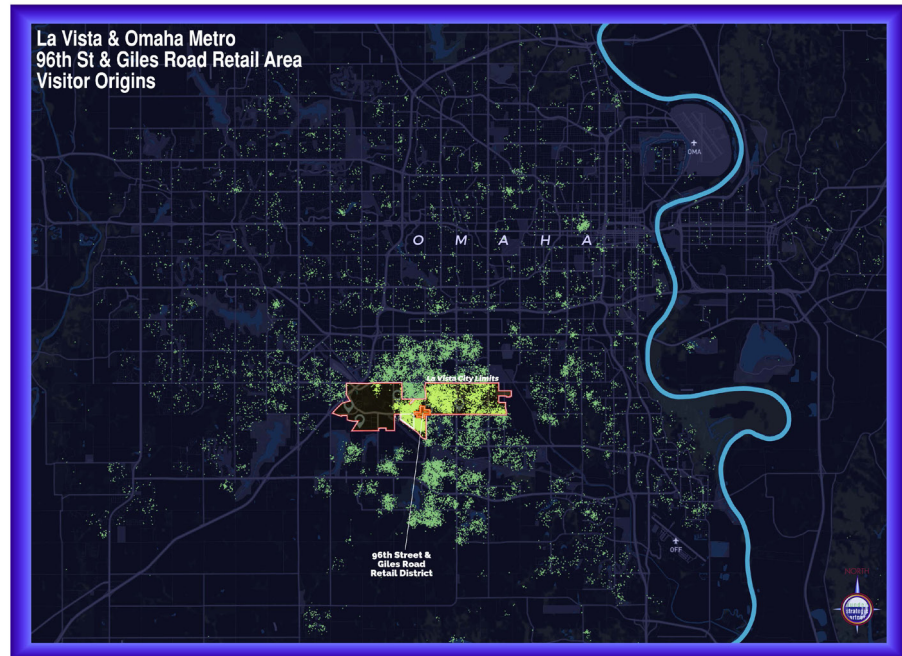 La Vista & Omaha Metro
96th St & Giles Road Retail Area
Visitor Origins
OMA
O M A H A
La Vista City Limits
96th Street &
Giles Road
Retail District
OFF
NORTH